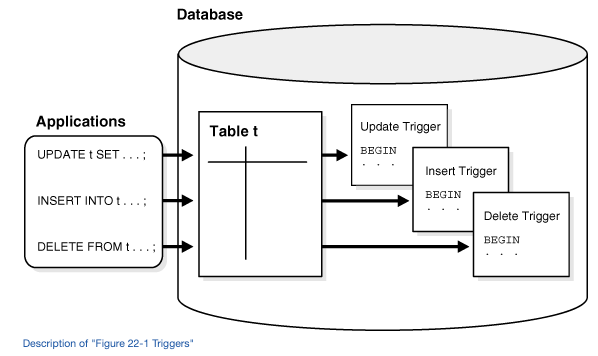 Database
Applications
UPDATE t SET . . . ;
INSERT INTO t . . . ;
DELETE FROM t . . . ;
Table t
Update Trigger
BEGIN
. . .
Insert Trigger
BEGIN
. . .
Delete Trigger
BEGIN
. . .
Description of "Figure 22-1 Triggers"